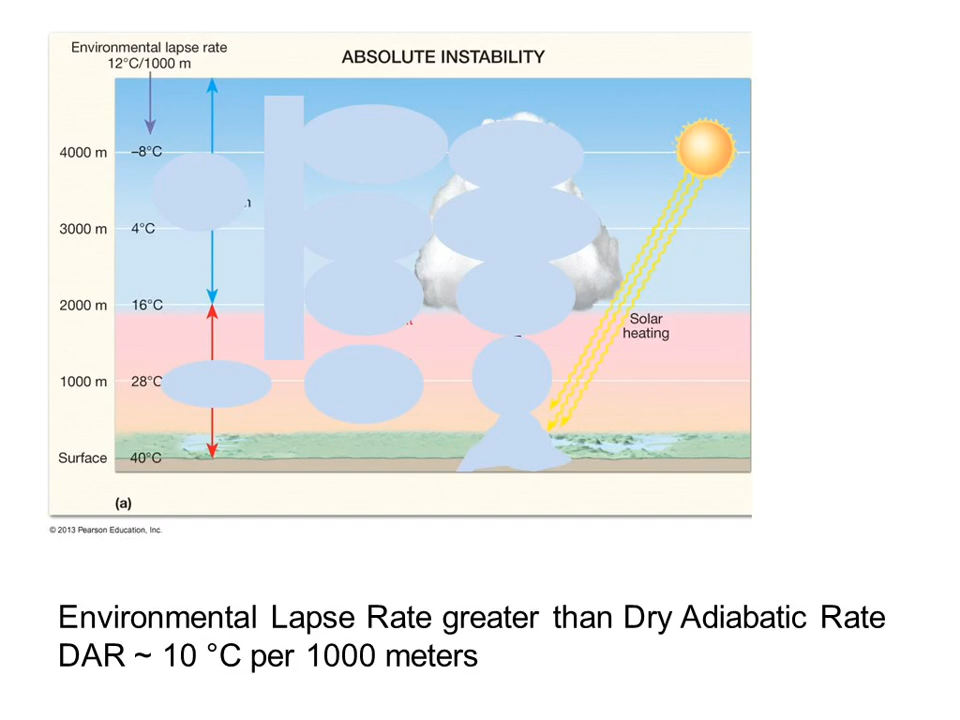 Environmental lapse rate
12°C/1000 m
ABSOLUTE INSTABILITY
4000 m
–8°C
3000 m
4°C
2000 m
16°C
Solar
heating
1000 m
28°C
Surface
40°C
(a)
© 2013 Pearson Education, Inc.
Environmental Lapse Rate greater than Dry Adiabatic Rate
DAR ~ 10 °C per 1000 meters